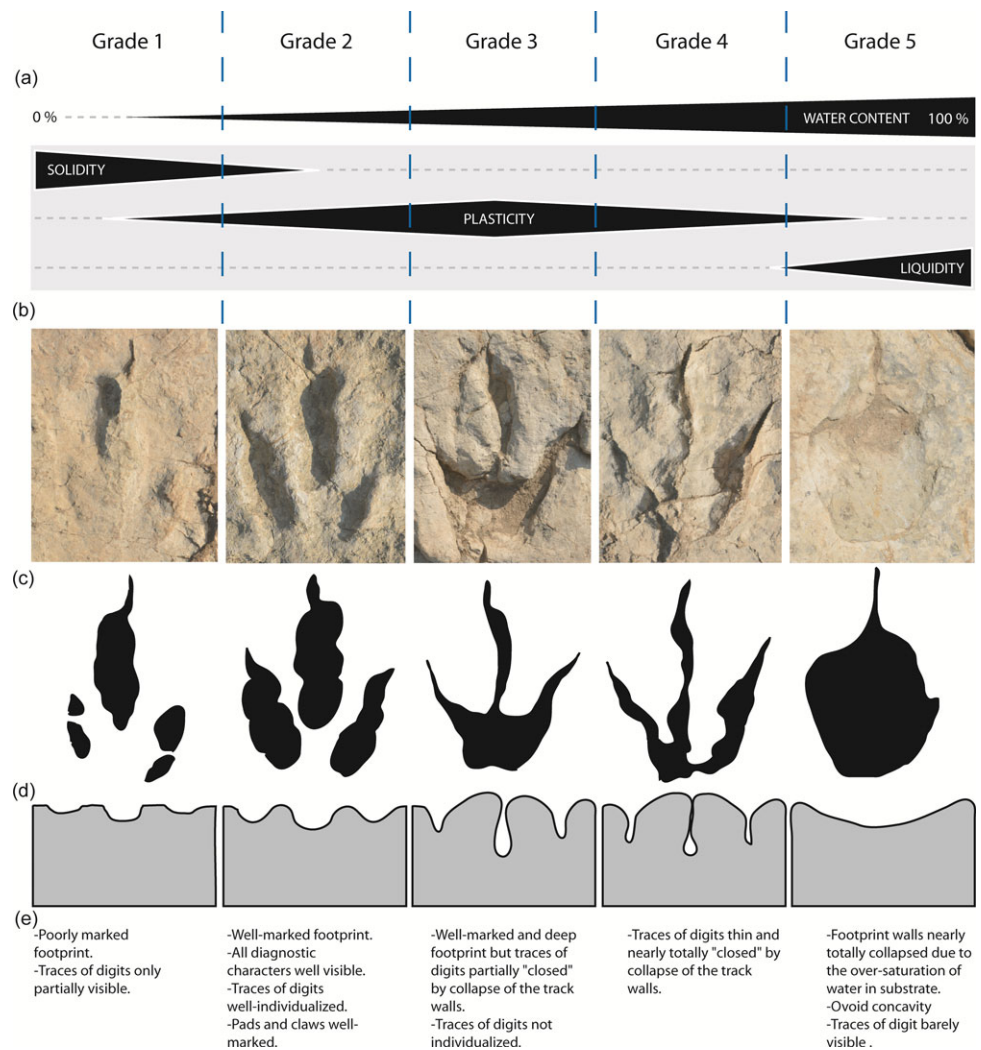 Grade 1
Grade 2
Grade 3
Grade 4
Grade 5
(a)
0 %
WATER CONTENT 100 %
SOLIDITY
PLASTICITY
LIQUIDITY
(b)
(c)
(d)
(e)
-Poorly marked
footprint.
-Traces of digits only
partially visible.
-Well-marked footprint.
-All diagnostic
characters well visible.
-Traces of digits
well-individualized.
-Pads and claws well-
marked.
-Well-marked and deep
footprint but traces of
digits partially "closed"
by collapse of the track
walls.
-Traces of digits not
individualized.
-Traces of digits thin and
nearly totally "closed" by
collapse of the track
walls.
-Footprint walls nearly
totally collapsed due to
the over-saturation of
water in substrate.
-Ovoid concavity
-Traces of digit barely
visible .